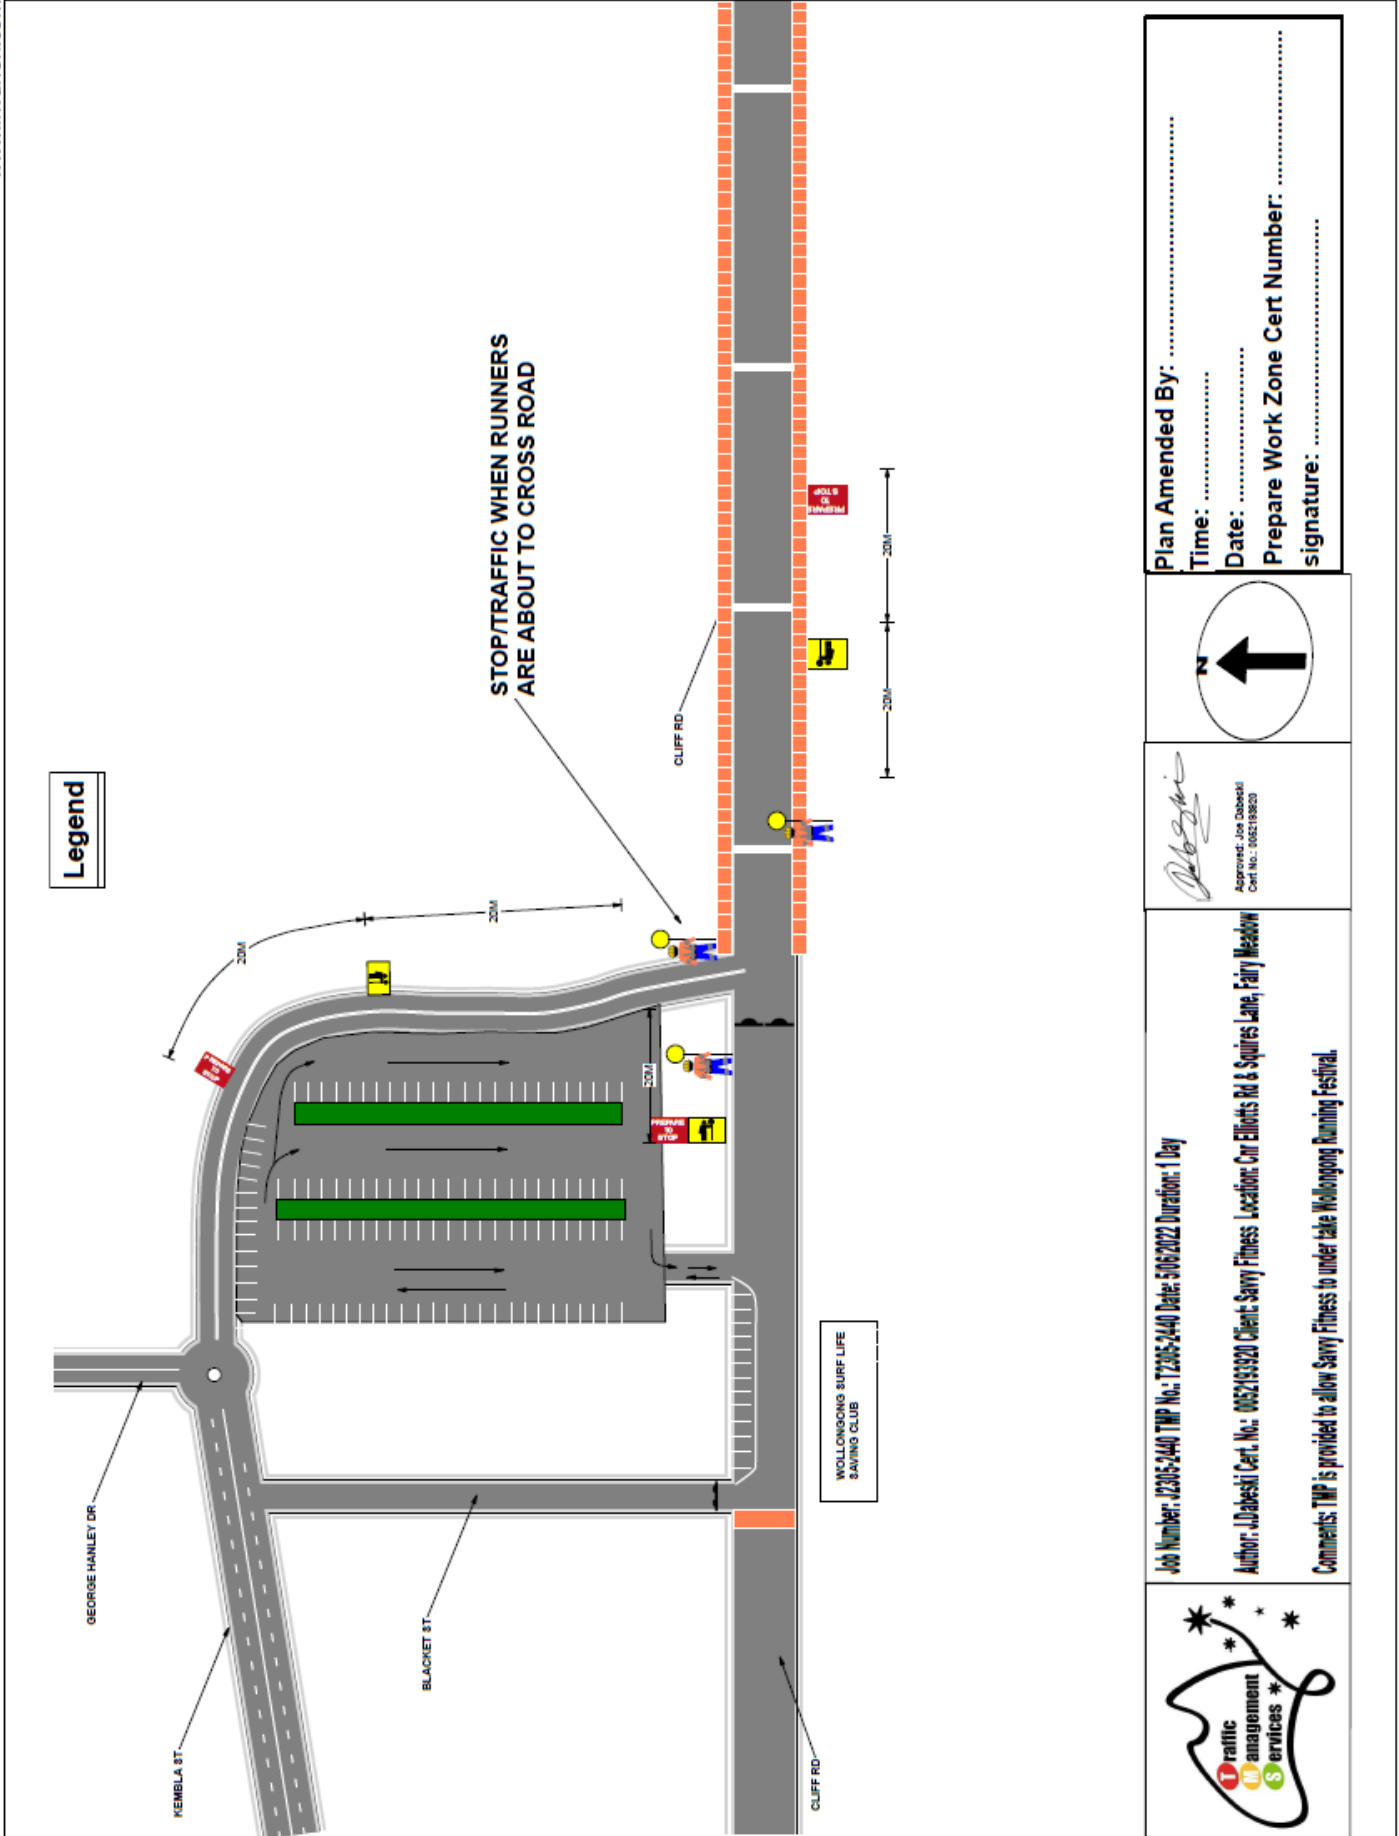 Legend
GEORGE HANLEY DR
KEMBLA ST
BLACKET ST
CLIFF RD
CLIFF RD
STOP/TRAFFIC WHEN RUNNERS
ARE ABOUT TO CROSS ROAD
20M
20M
20M
20M
20M
PREPARE
TO
STOP
PREPARE
TO
STOP
PREPARE
TO
STOP
WOLLONGONG SURF LIFE
SAVING CLUB
Traffic
Management
Services
Job Number: J2305-2440 TMP No.: T2305-2440 Date: 5/06/2022 Duration: 1 Day
Author: J.Dabeski Cert. No.: 0052193920 Client: Savvy Fitness Location: Cnr Elliotts Rd & Squires Lane, Fairy Meadow
Comments: TMP is provided to allow Savvy Fitness to under take Wollongong Running Festival.
Approved: Joe Dabeski
Cert No.: 0052193920
N
Plan Amended By:
Time:
Date:
Prepare Work Zone Cert Number:
signature: